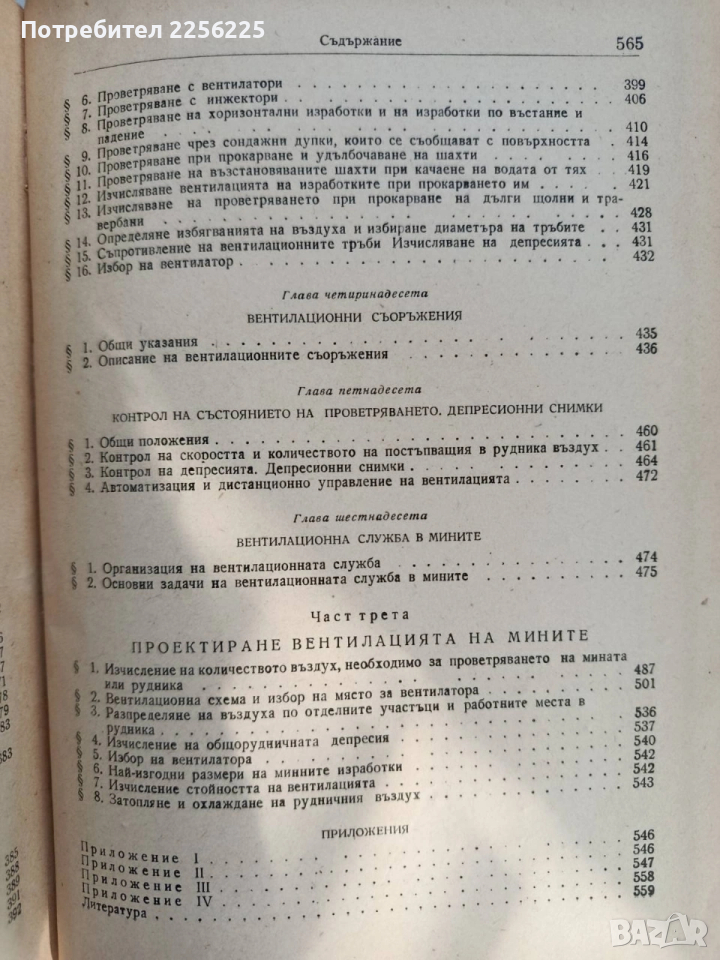 Потребител 2256225
Съдържание 565
§ 6. Проветряване с вентилатори 399
§ 7. Проветряване с инжектори 406
§ 8. Проветряване на хоризонтални изработки и на изработки по въстание и
падение 410
§ 9. Проветряване чрез сондажни дупки, които се съобщават с повърхността 414
§ 10. Проветряване при прокарване и удълбочаване на шахти 416
§ 11. Проветряване на възстановяваните шахти при качаене на водата от тях 419
§ 12. Изчисляване вентилацията на изработките при прокарването им 421
§ 13. Изчисляване на проветряването при прокарване на дълги щолни и тра-
вербани 428
§ 14. Определяне избягванията на въздуха и избиране диаметъра на тръбите 431
§ 15. Съпротивление на вентилационните тръби Изчисляване на депресията 431
§ 16. Избор на вентилатор 432
Глава четиринадесета
ВЕНТИЛАЦИОННИ СЪОРЪЖЕНИЯ
§ 1. Общи указания 435
§ 2. Описание на вентилационните съоръжения 436
Глава петнадесета
КОНТРОЛ НА СЪСТОЯНИЕТО НА ПРОВЕТРЯВАНЕТО. ДЕПРЕСИОННИ СНИМКИ
§ 1. Общи положения 460
§ 2. Контрол на скоростта и количеството на постъпващия в рудника въздух 461
§ 3. Контрол на депресията. Депресионни снимки 464
§ 4. Автоматизация и дистанционно управление на вентилацията 472
Глава шестнадесета
ВЕНТИЛАЦИОННА СЛУЖБА В МИНИТЕ
§ 1. Организация на вентилационната служба 474
§ 2. Основни задачи на вентилационната служба в мините 475
Част трета
ПРОЕКТИРАНЕ ВЕНТИЛАЦИЯТА НА МИНИТЕ
§ 1. Изчисление на количеството въздух, необходимо за проветряването на мината
или рудника 487
§ 2. Вентилационна схема и избор на място за вентилатора 501
§ 3. Разпределяне на въздуха по отделните участъци и работните места в
рудника 536
§ 4. Изчисление на общорудничната депресия 537
§ 5. Избор на вентилатора 540
§ 6. Най-изгодни размери на минните изработки 542
§ 7. Изчисление стойността на вентилацията 542
§ 8. Затопляне и охлаждане на рудничния въздух 543
ПРИЛОЖЕНИЯ
Приложение I 546
Приложение II 546
Приложение III 547
Приложение IV 558
Литература 559
385
388
389
391
392
BAZAR